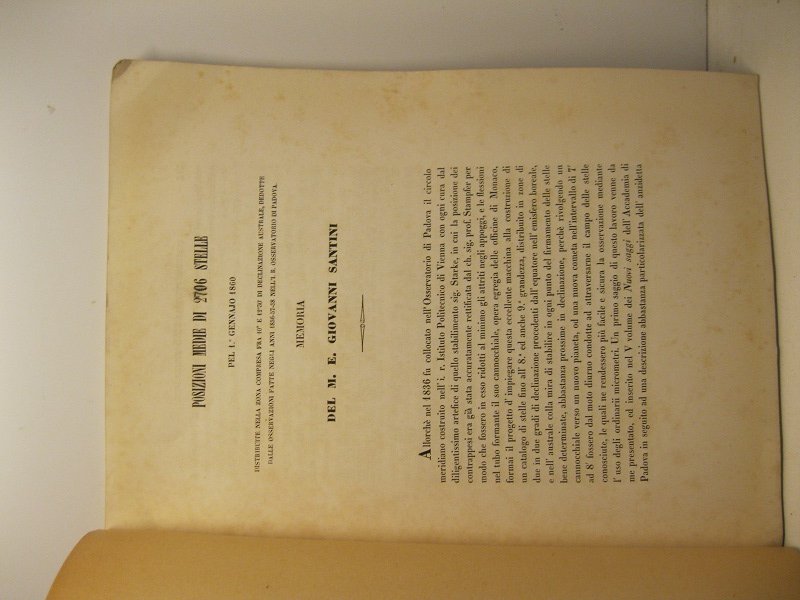 POSIZIONI MEDIE DI 2706 STELLE
PEL 1.° GENNAJO 1860
DISTRIBUITE NELLA ZONA COMPRESA FRA 10° E 12°30' DI DECLINAZIONE AUSTRALE, DEDOTTE
DALLE OSSERVAZIONI FATTE NEGLI ANNI 1856-57-58 NELL'I. R. OSSERVATORIO DI PADOVA.
MEMORIA
DEL M. E. GIOVANNI SANTINI
Allorchè nel 1836 fu collocato nell'Osservatorio di Padova il circolo
meridiano costruito nell'i. r. Istituto Politecnico di Vienna con ogni cura dal
diligentissimo artefice di quello stabilimento sig. Starke, in cui la posizione dei
contrappesi era già stata accuratamente rettificata dal ch. sig. prof. Stampfer per
modo che fossero in esso ridotti al minimo gli attriti negli appoggi, e le flessioni
nel tubo formante il suo cannocchiale, opera egregia delle officine di Monaco,
formai il progetto d'impiegare questa eccellente macchina alla costruzione di
un catalogo di stelle fino all'8.ª ed anche 9.ª grandezza, distribuito in zone di
due in due gradi di declinazione procedenti dall'equatore nell'emisfero boreale,
e nell'australe colla mira di stabilire in ogni punto del firmamento delle stelle
bene determinate, abbastanza prossime in declinazione, perchè rivolgendo un
cannocchiale verso un nuovo pianeta, od una nuova cometa nell'intervallo di 7'
ad 8' fossero dal moto diurno condotte ad attraversarne il campo delle stelle
conosciute, le quali ne rendessero più facile e sicura la osservazione mediante
l'uso degli ordinarii micrometri. Un primo saggio di questo lavoro venne da
me presentato, ed inserito nel V volume dei Nuovi saggi dell'Accademia di
Padova in seguito ad una descrizione abbastanza particolarizzata dell'anzidetta